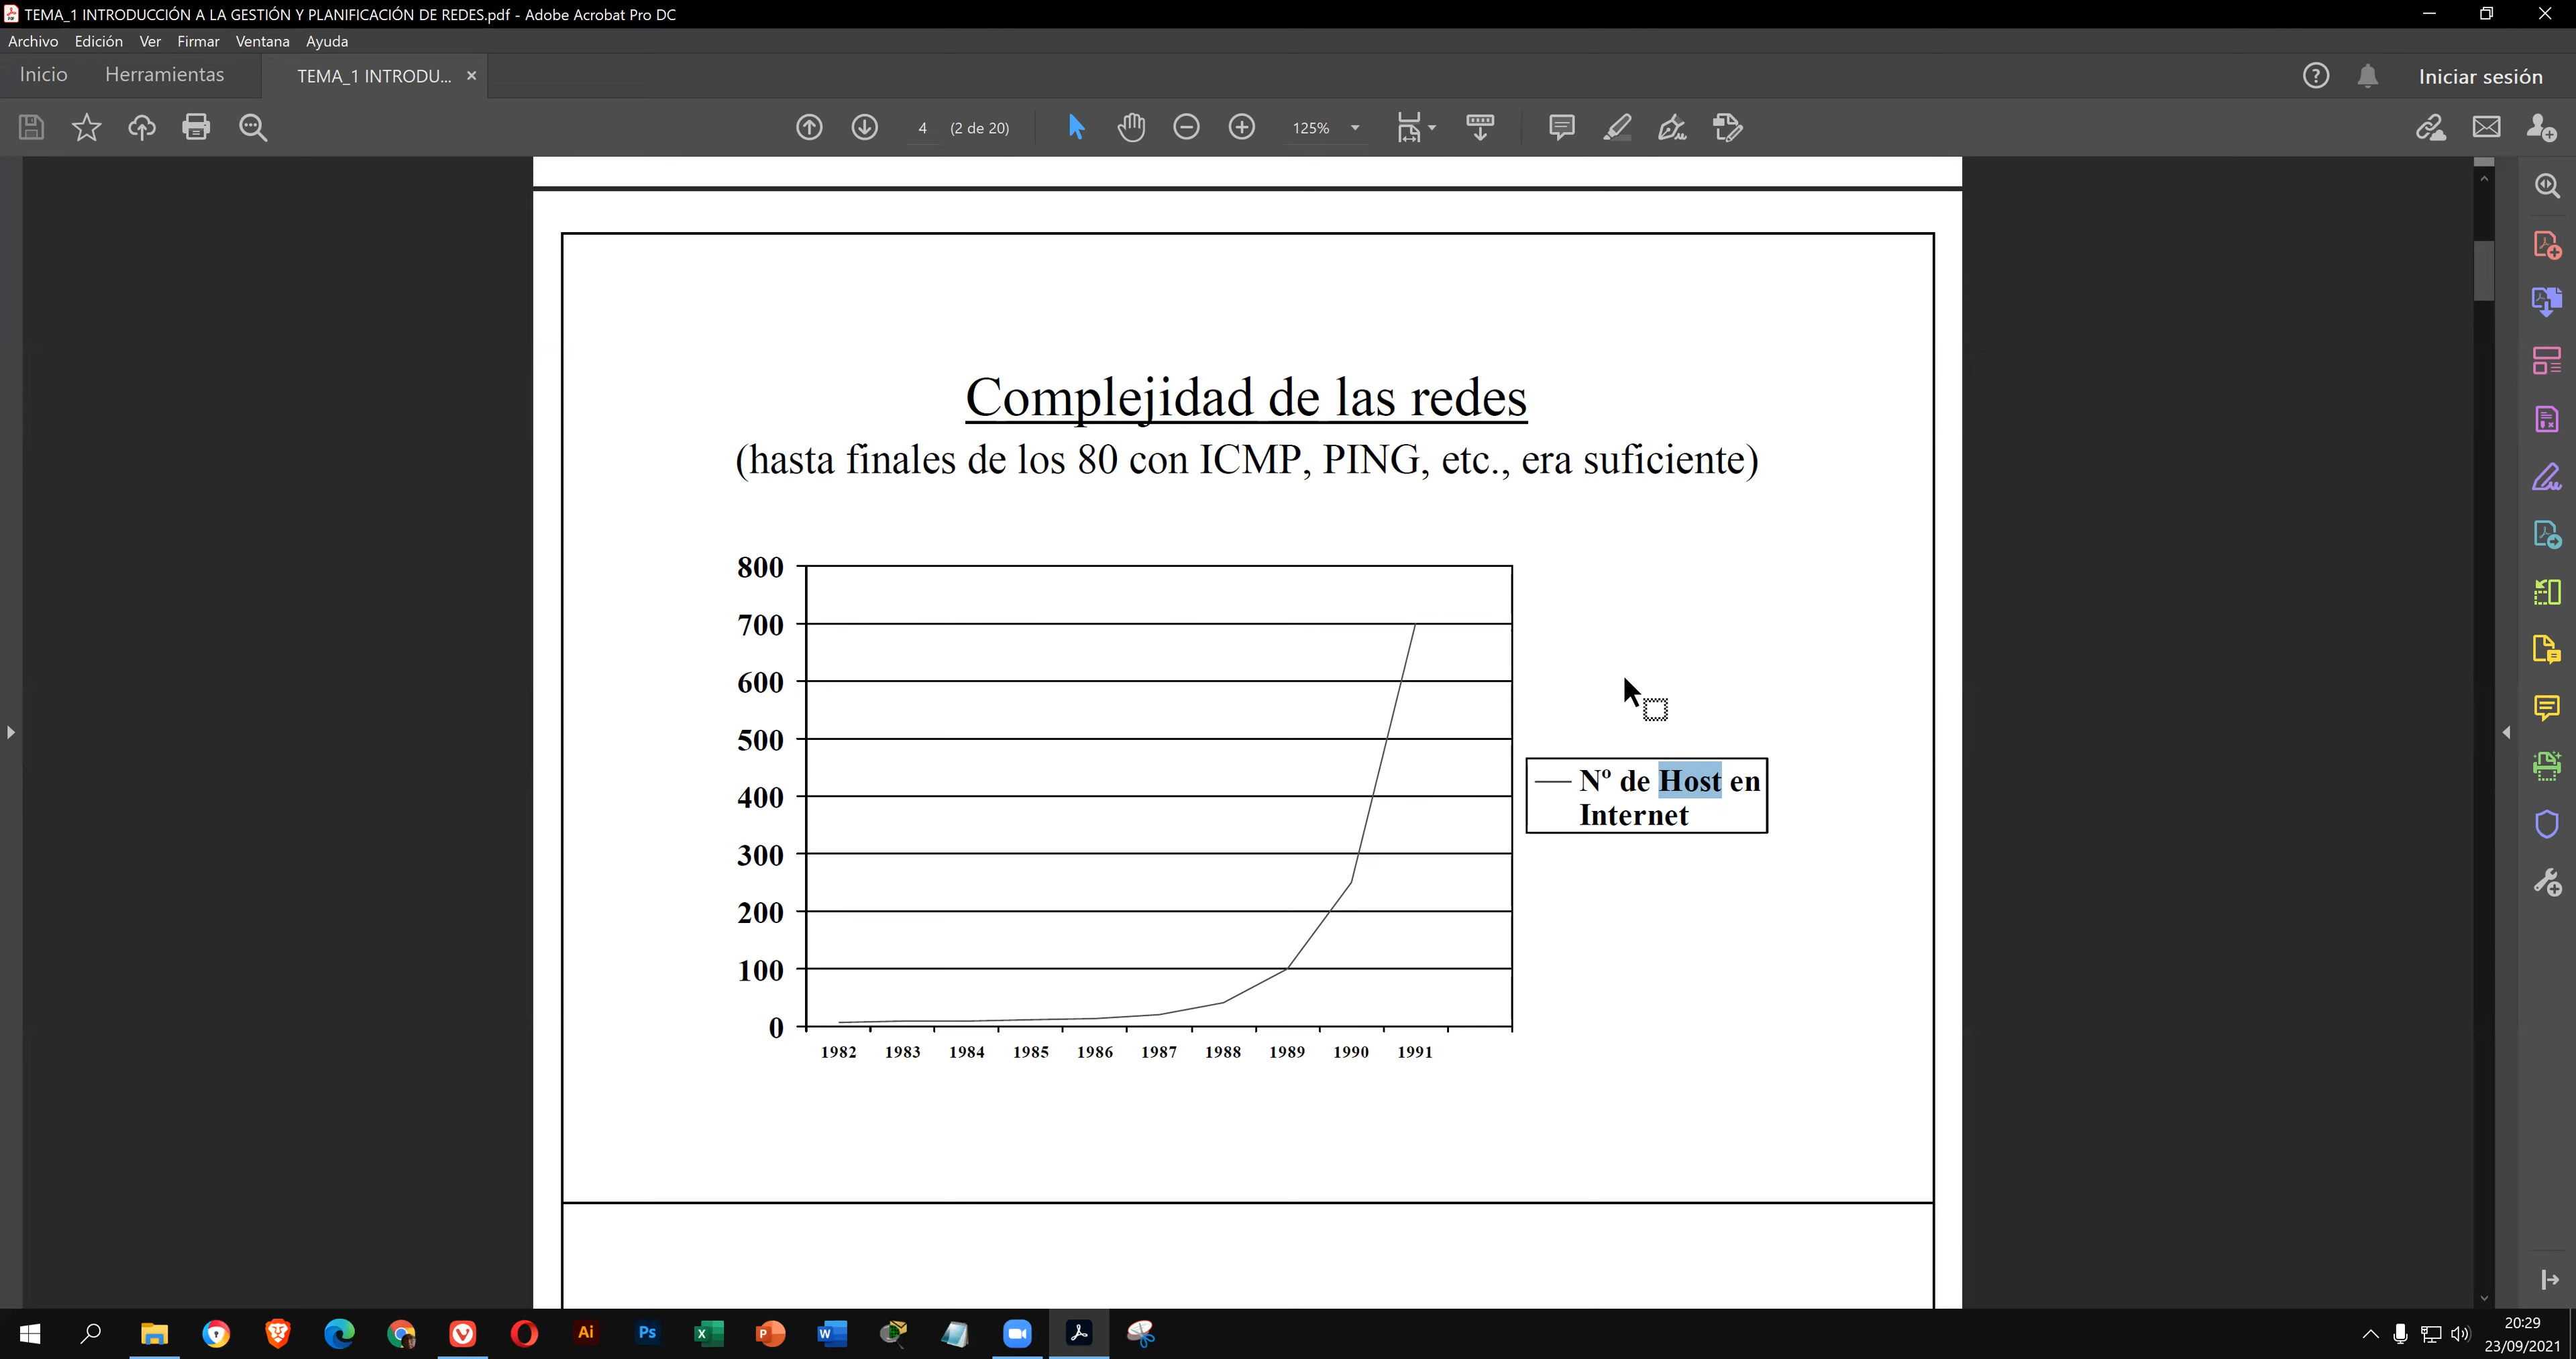 TEMA_1 INTRODUCCIÓN A LA GESTIÓN Y PLANIFICACIÓN DE REDES.pdf - Adobe Acrobat Pro DC
Archivo Edición Ver Firmar Ventana Ayuda
Inicio Herramientas TEMA_1 INTRODU... × Iniciar sesión
4 (2 de 20) 125%
Complejidad de las redes
(hasta finales de los 80 con ICMP, PING, etc., era suficiente)
800
700
600
500
400
300
200
100
0
1982 1983 1984 1985 1986 1987 1988 1989 1990 1991
Nº de Host en
Internet
Ai Ps
20:29
23/09/2021